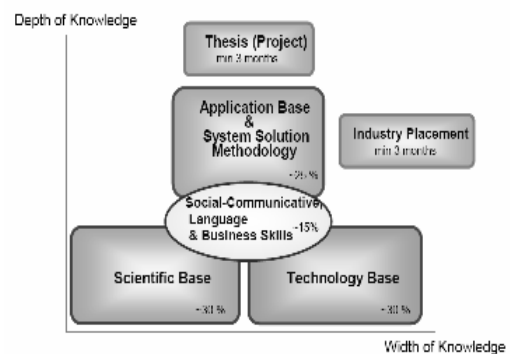 Depth of Knowledge
Thesis (Project)
min 3 months
Application Base
&
System Solution
Methodology
~25 %
Industry Placement
min 3 months
Social-Communicative,
Language
& Business Skills
~15%
Scientific Base
~30 %
Technology Base
~30 %
Width of Knowledge